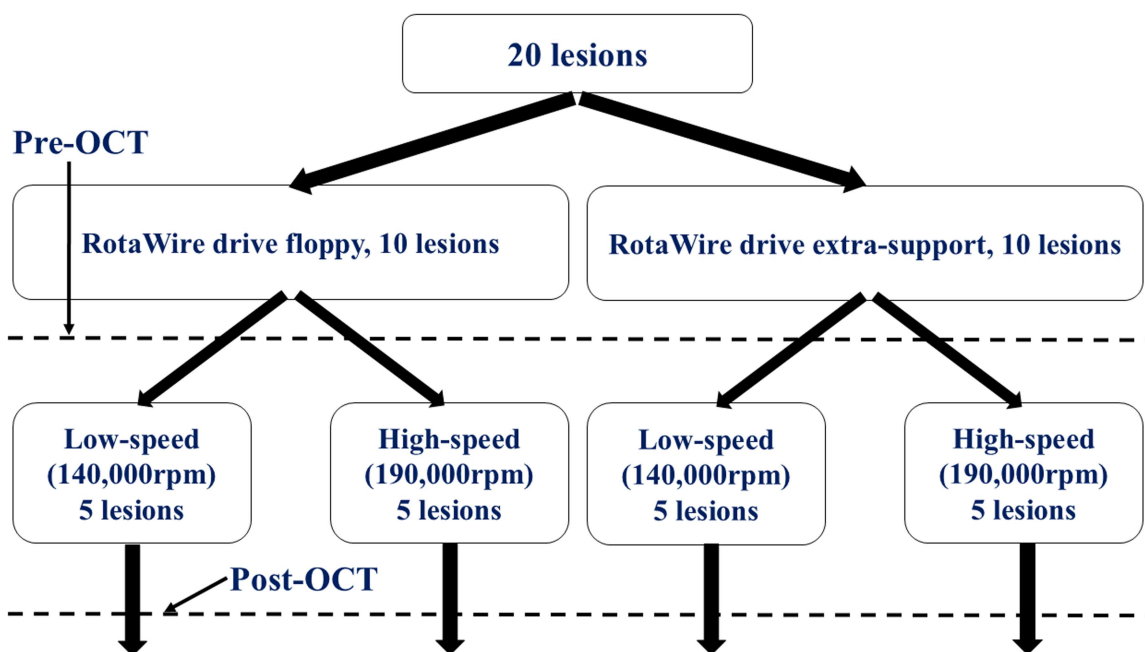 20 lesions
Pre-OCT
RotaWire drive floppy, 10 lesions
RotaWire drive extra-support, 10 lesions
Low-speed
(140,000rpm)
5 lesions
High-speed
(190,000rpm)
5 lesions
Low-speed
(140,000rpm)
5 lesions
High-speed
(190,000rpm)
5 lesions
Post-OCT